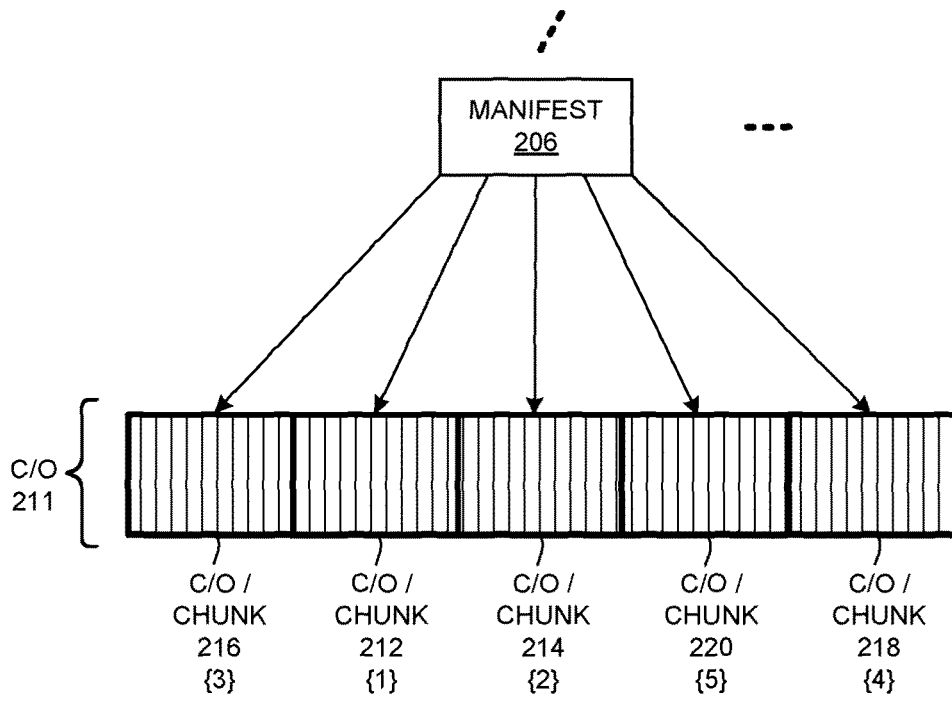 MANIFEST
206
C/O
211
C/O /
CHUNK
216
{3}
C/O /
CHUNK
212
{1}
C/O /
CHUNK
214
{2}
C/O /
CHUNK
220
{5}
C/O /
CHUNK
218
{4}